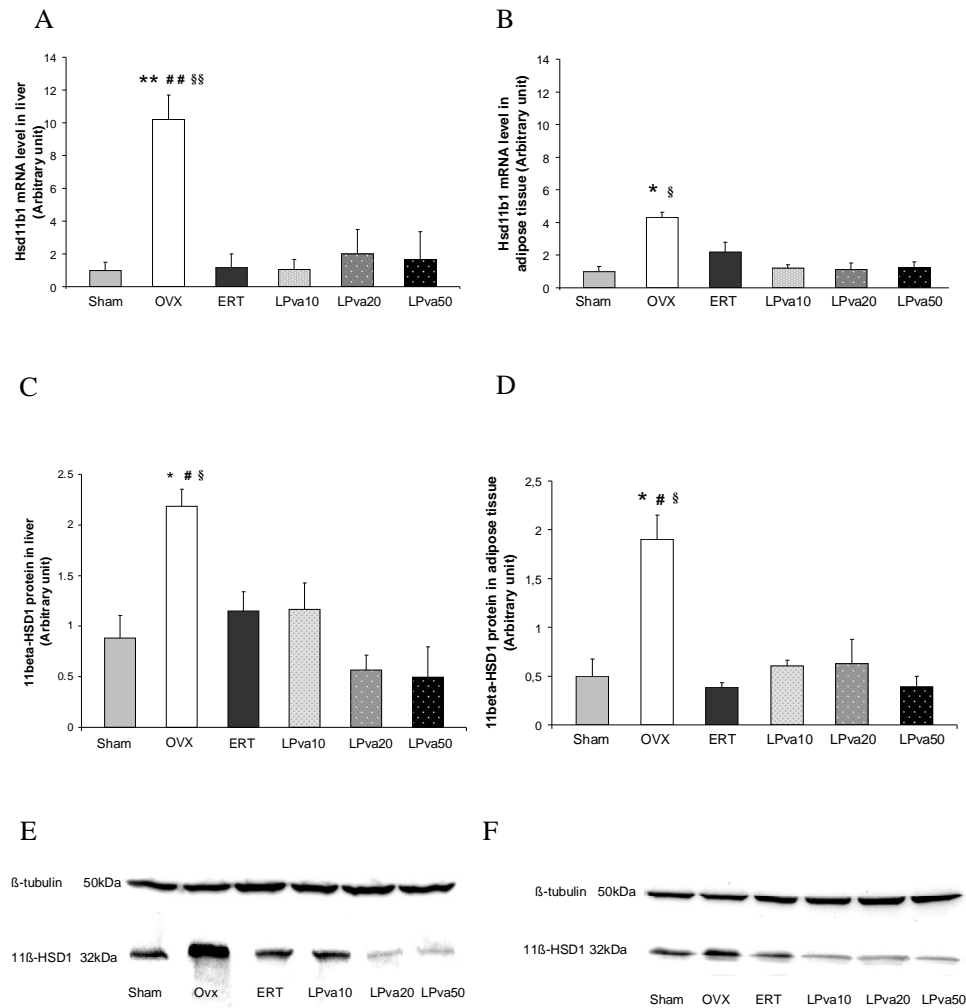 A
Hsd11b1 mRNA level in liver
(Arbitrary unit)
14
12
10
8
6
4
2
0
** ## §§
Sham OVX ERT LPva10 LPva20 LPva50
B
Hsd11b1 mRNA level in
adipose tissue (Arbitrary unit)
14
12
10
8
6
4
2
0
* §
Sham OVX ERT LPva10 LPva20 LPva50
C
11beta-HSD1 protein in liver
(Arbitrary unit)
2.5
2
1.5
1
0.5
0
* # §
Sham OVX ERT LPva10 LPva20 LPva50
D
11beta-HSD1 protein in adipose tissue
(Arbitrary unit)
2,5
2
1,5
1
0,5
0
* # §
Sham OVX ERT LPva10 LPva20 LPva50
E
ß-tubulin 50kDa
11ß-HSD1 32kDa
Sham Ovx ERT LPva10 LPva20 LPva50
F
ß-tubulin 50kDa
11ß-HSD1 32kDa
Sham OVX ERT LPva10 LPva20 LPva50